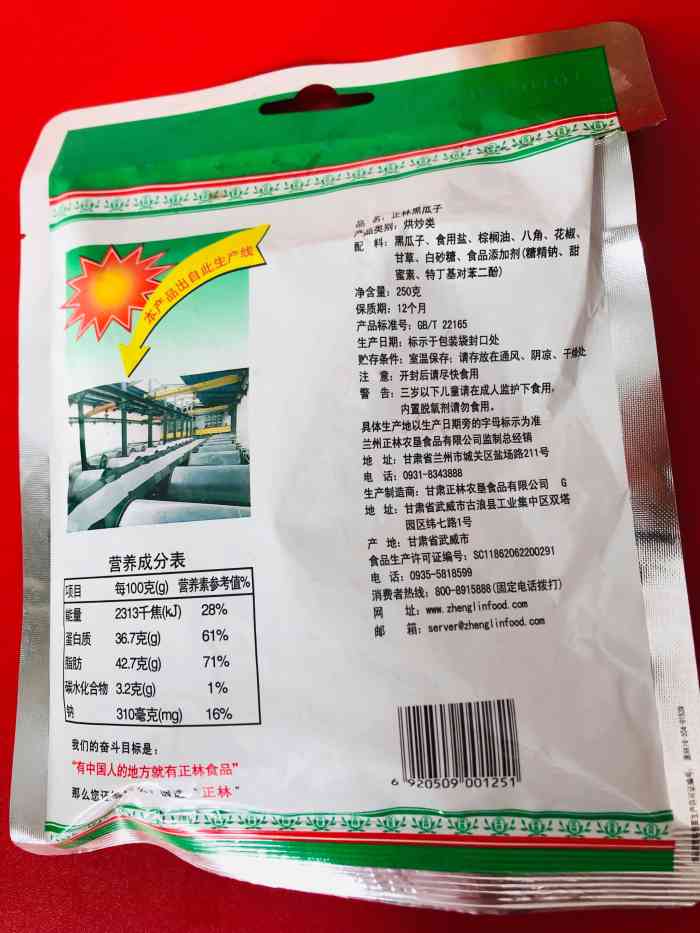 品 名: 正林黑瓜子
产品类别: 烘炒类
配 料: 黑瓜子、食用盐、棕榈油、八角、花椒、
甘草、白砂糖、食品添加剂(糖精钠、甜
蜜素、特丁基对苯二酚)
净含量: 250克
保质期: 12个月
产品标准号: GB/T 22165
生产日期: 标示于包装袋封口处
贮存条件: 室温保存; 请存放在通风、阴凉、干燥处
注 意: 开封后请尽快食用
警 告: 三岁以下儿童请在成人监护下食用,
内置脱氧剂请勿食用。
具体生产地以生产日期旁的字母标示为准
兰州正林农垦食品有限公司监制总经销
地 址: 甘肃省兰州市城关区盐场路211号
电 话: 0931-8343888
生产制造商: 甘肃正林农垦食品有限公司 G
地 址: 甘肃省武威市古浪县工业集中区双塔
园区纬七路1号
产 地: 甘肃省武威市
食品生产许可证编号: SC11862062200291
电 话: 0935-5818599
消费者热线: 800-8915888(固定电话拨打)
网 址: www.zhenglinfood.com
邮 箱: server@zhenglinfood.com
本产品出自此生产线
营养成分表
项目 每100克(g) 营养素参考值%
能量 2313千焦(kJ) 28%
蛋白质 36.7克(g) 61%
脂肪 42.7克(g) 71%
碳水化合物 3.2克(g) 1%
钠 310毫克(mg) 16%
我们的奋斗目标是:
"有中国人的地方就有正林食品"
那么您还 "正林"
6 920509 001251